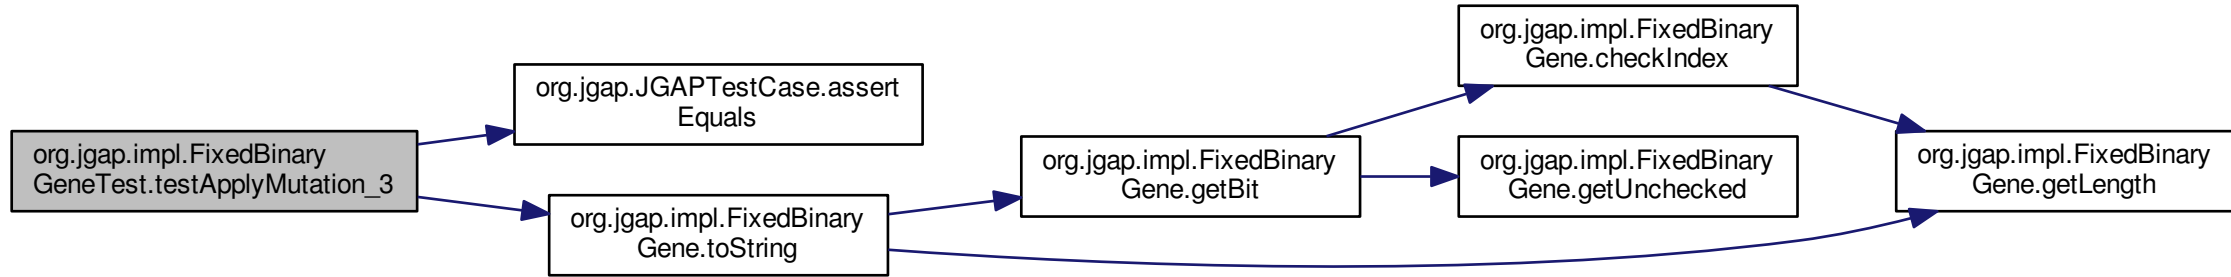 org.jgap.impl.FixedBinary
GeneTest.testApplyMutation_3
org.jgap.JGAPTestCase.assert
Equals
org.jgap.impl.FixedBinary
Gene.toString
org.jgap.impl.FixedBinary
Gene.getBit
org.jgap.impl.FixedBinary
Gene.checkIndex
org.jgap.impl.FixedBinary
Gene.getUnchecked
org.jgap.impl.FixedBinary
Gene.getLength